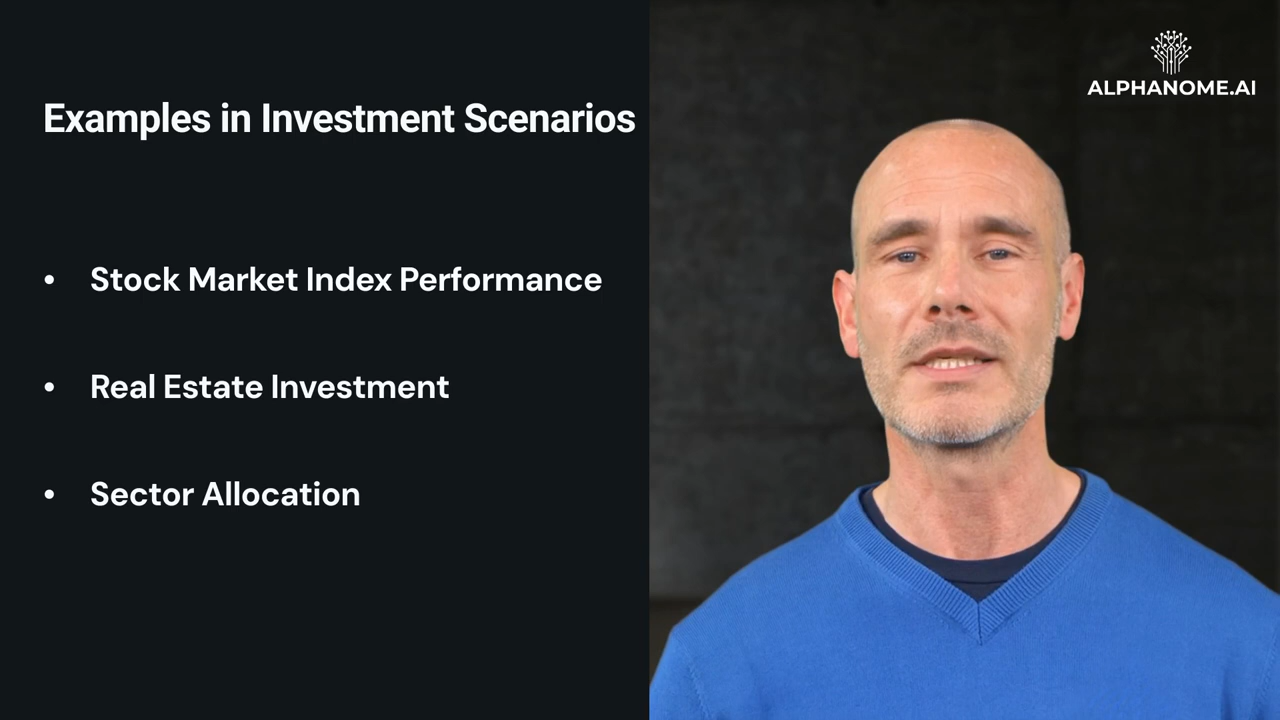 ALPHANOME.AI
Examples in Investment Scenarios
• Stock Market Index Performance
• Real Estate Investment
• Sector Allocation